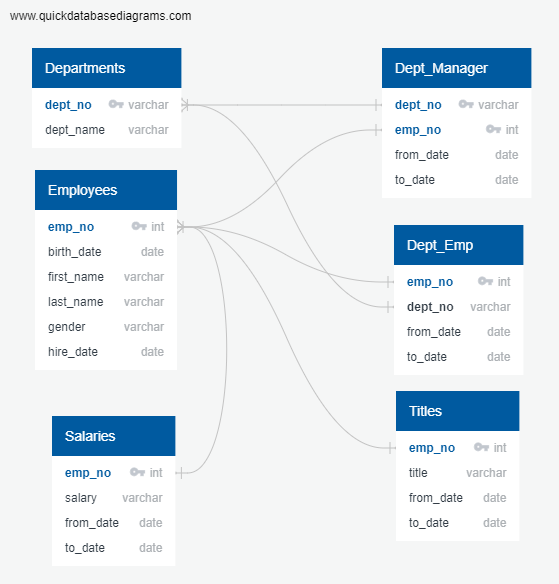 www.quickdatabasediagrams.com
Departments
dept_no varchar
dept_name varchar
Employees
emp_no int
birth_date date
first_name varchar
last_name varchar
gender varchar
hire_date date
Salaries
emp_no int
salary varchar
from_date date
to_date date
Dept_Manager
dept_no varchar
emp_no int
from_date date
to_date date
Dept_Emp
emp_no int
dept_no varchar
from_date date
to_date date
Titles
emp_no int
title varchar
from_date date
to_date date